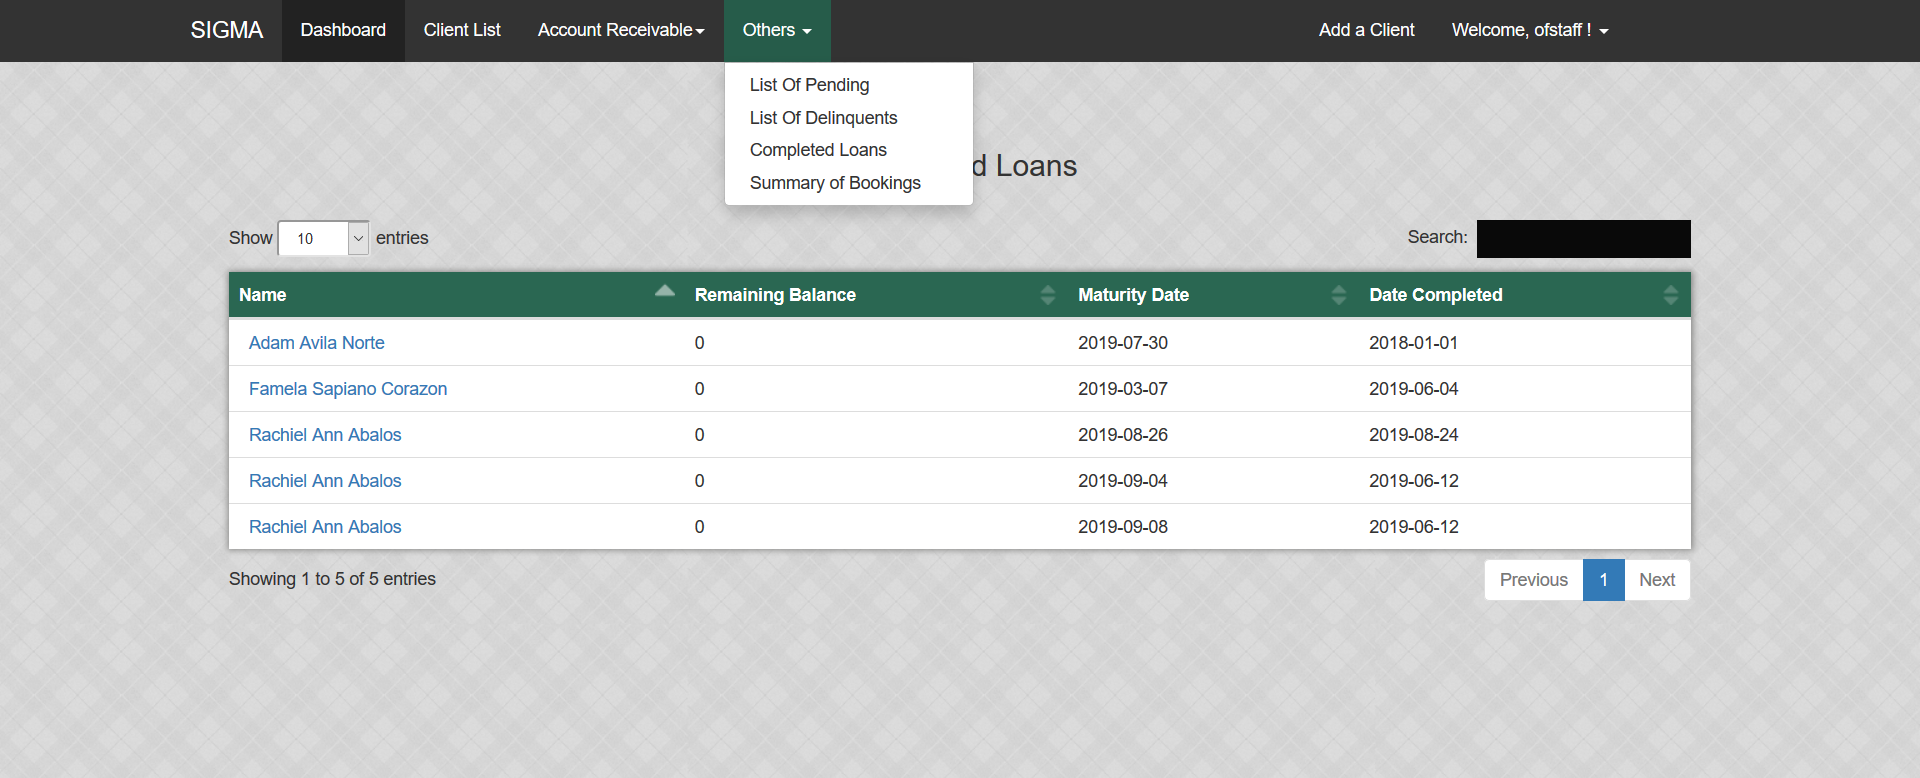 SIGMA Dashboard Client List Account Receivable Others Add a Client Welcome, ofstaff !
List Of Pending
List Of Delinquents
Completed Loans
Summary of Bookings
d Loans
Show 10 entries Search:
Name Remaining Balance Maturity Date Date Completed
Adam Avila Norte 0 2019-07-30 2018-01-01
Famela Sapiano Corazon 0 2019-03-07 2019-06-04
Rachiel Ann Abalos 0 2019-08-26 2019-08-24
Rachiel Ann Abalos 0 2019-09-04 2019-06-12
Rachiel Ann Abalos 0 2019-09-08 2019-06-12
Showing 1 to 5 of 5 entries Previous 1 Next